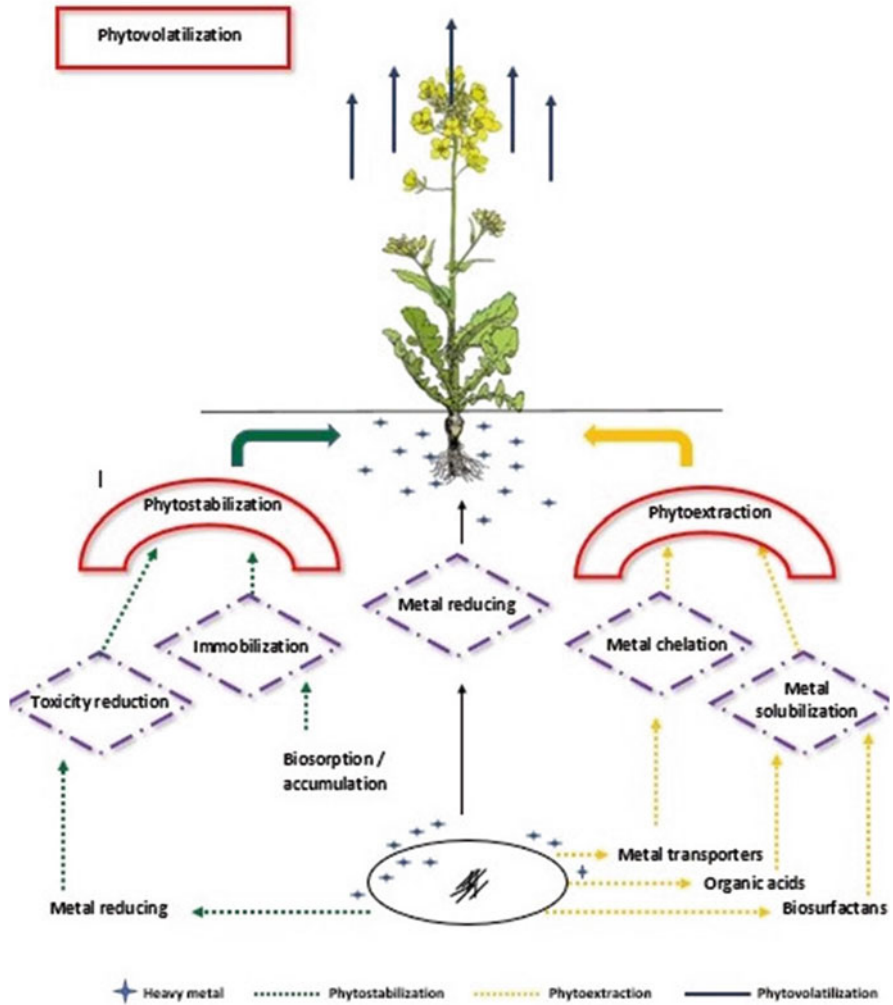 Phytovolatilization
Phytostabilization
Phytoextraction
Metal reducing
Immobilization
Metal chelation
Toxicity reduction
Metal
solubilization
Biosorption /
accumulation
Metal transporters
Organic acids
Metal reducing
Biosurfactans
Heavy metal
Phytostabilization
Phytoextraction
Phytovolatilization